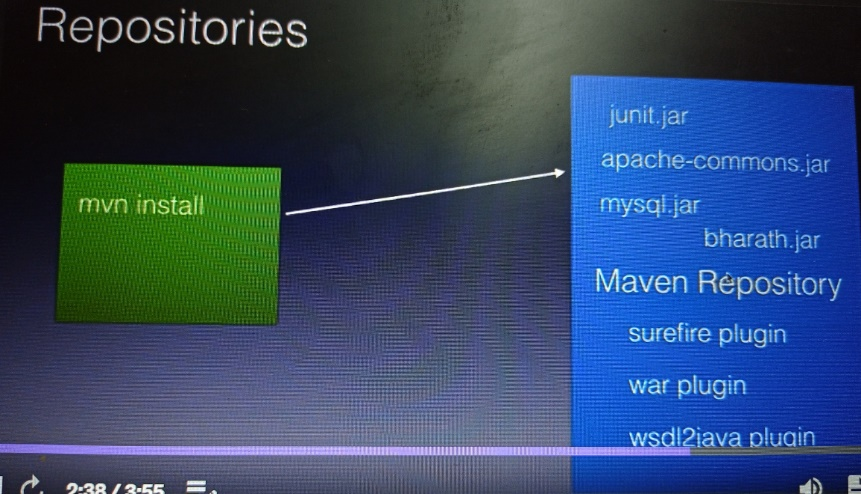 Repositories
mvn install
junit.jar
apache-commons.jar
mysql.jar
bharath.jar
Maven Repository
surefire plugin
war plugin
wsdl2java plugin
2:38 / 3:55